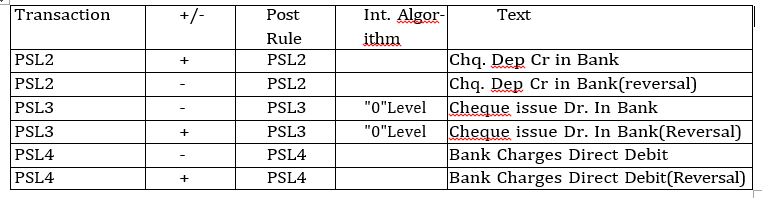 Transaction +/- Post Rule Int. Algor-ithm Text
PSL2 + PSL2 Chq. Dep Cr in Bank
PSL2 - PSL2 Chq. Dep Cr in Bank(reversal)
PSL3 - PSL3 "0"Level Cheque issue Dr. In Bank
PSL3 + PSL3 "0"Level Cheque issue Dr. In Bank(Reversal)
PSL4 - PSL4 Bank Charges Direct Debit
PSL4 + PSL4 Bank Charges Direct Debit(Reversal)